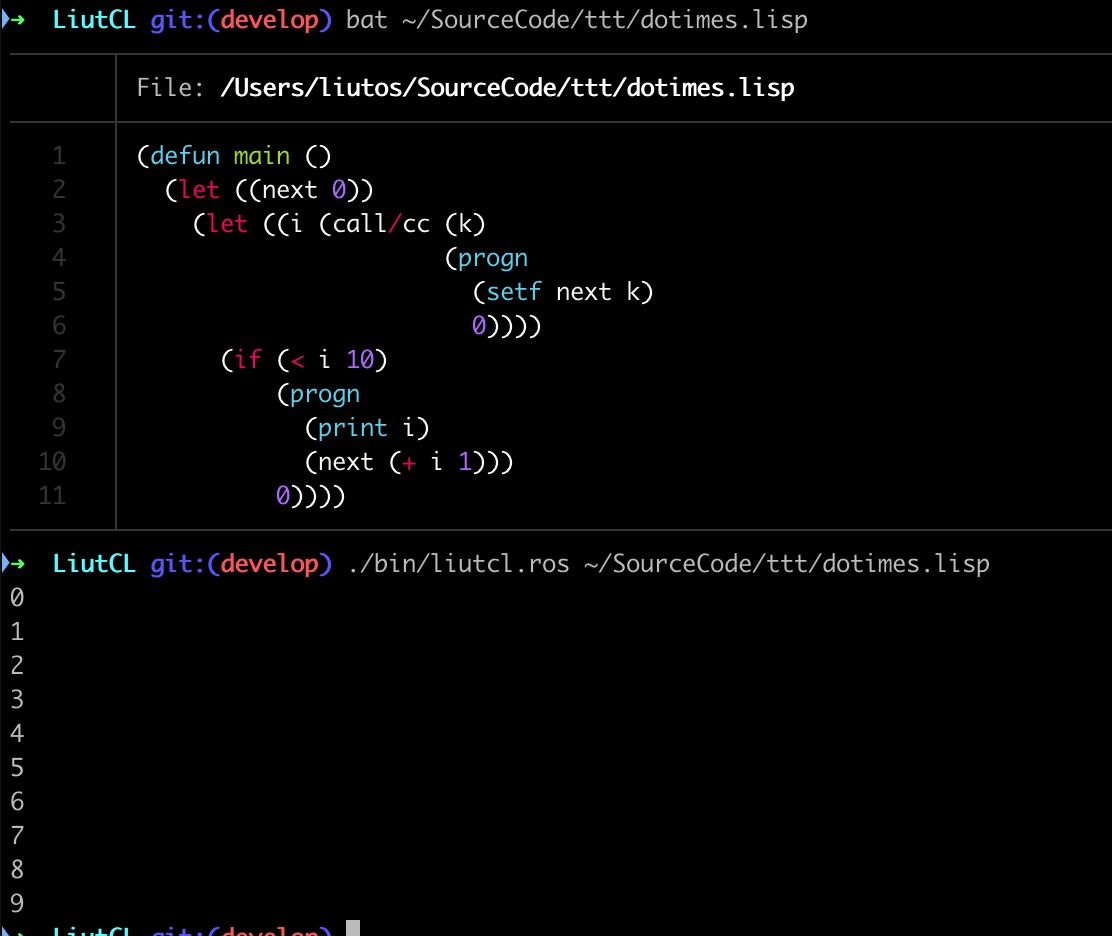 ➜  LiutCL git:(develop) bat ~/SourceCode/ttt/dotimes.lisp
File: /Users/liutos/SourceCode/ttt/dotimes.lisp
1 (defun main ()
2   (let ((next 0))
3     (let ((i (call/cc (k)
4                       (progn
5                         (setf next k)
6                         0))))
7       (if (< i 10)
8           (progn
9             (print i)
10             (next (+ i 1)))
11           0))))
➜  LiutCL git:(develop) ./bin/liutcl.ros ~/SourceCode/ttt/dotimes.lisp
0
1
2
3
4
5
6
7
8
9
➜  LiutCL git:(develop)